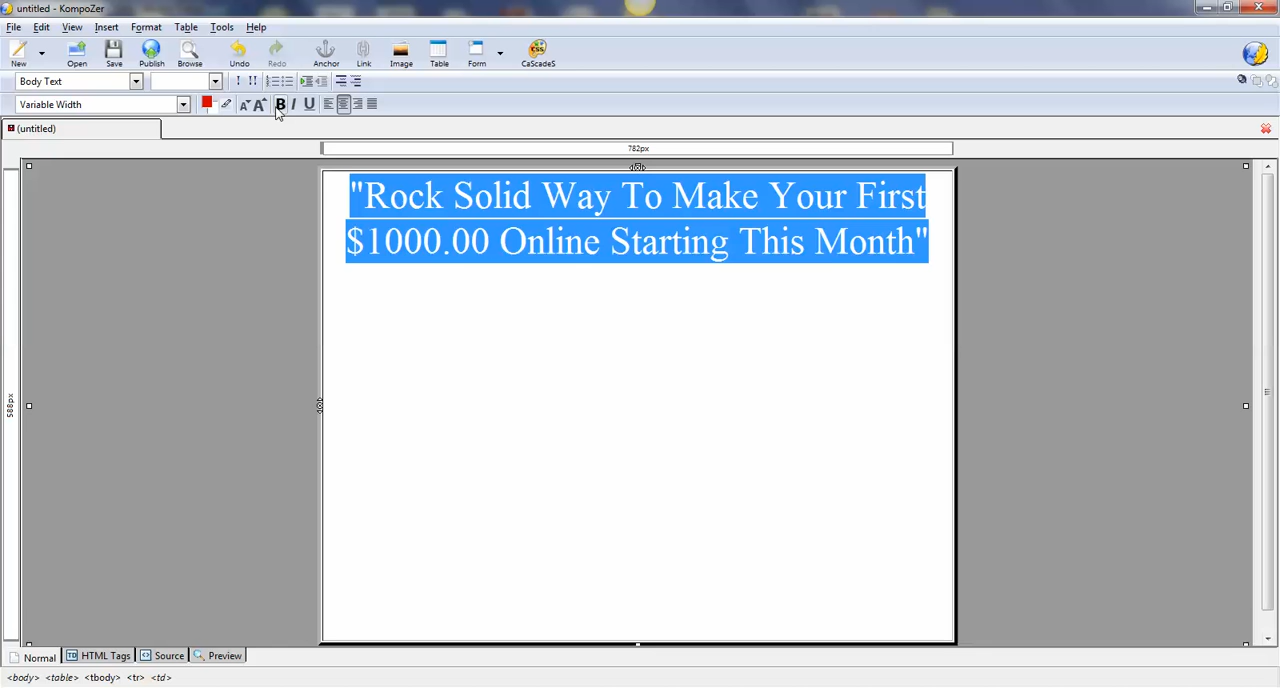 untitled - KompoZer
File Edit View Insert Format Table Tools Help
New Open Save Publish Browse Undo Redo Anchor Link Image Table Form CaScadeS
Body Text
Variable Width
B I U
(untitled)
782px
588px
"Rock Solid Way To Make Your First
$1000.00 Online Starting This Month"
Normal HTML Tags Source Preview
<body> <table> <tbody> <tr> <td>